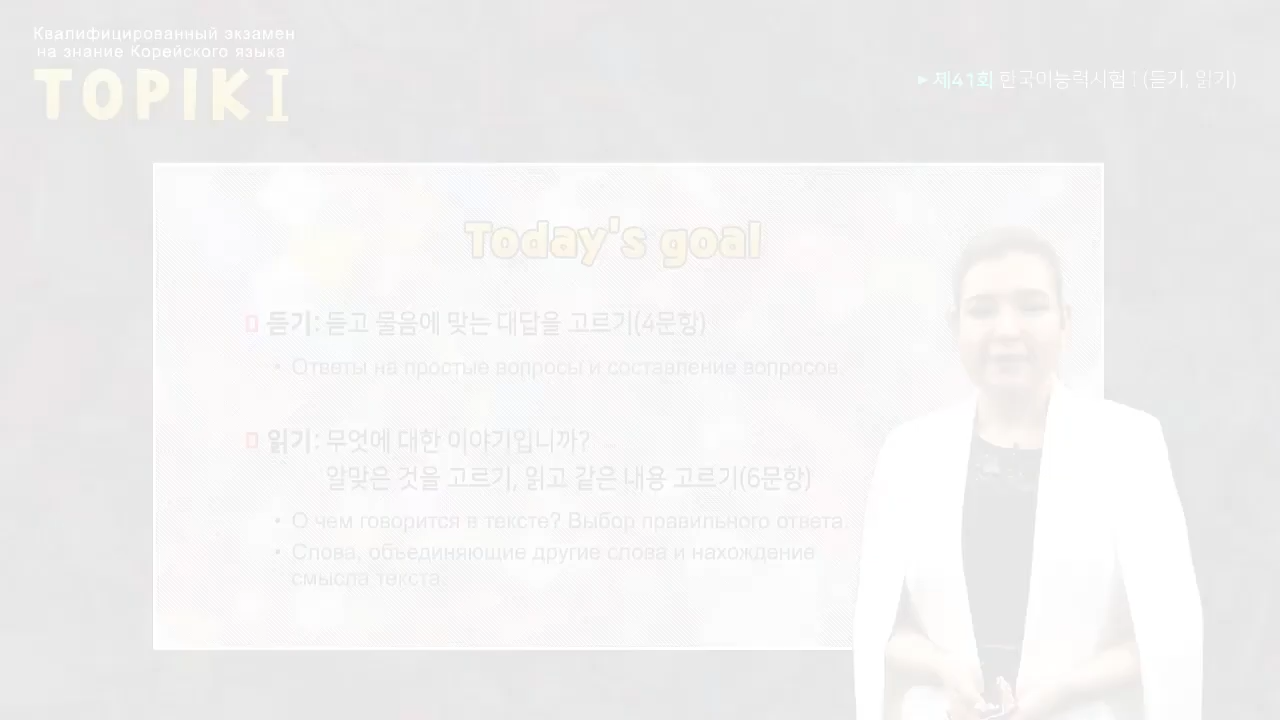 Квалифицированный экзамен
на знание Корейского языка
TOPIK I
▸ 제41회 한국어능력시험 I (듣기, 읽기)
Today's goal
듣기: 듣고 물음에 맞는 대답을 고르기(4문항)
• Ответы на простые вопросы и составление вопросов.
읽기: 무엇에 대한 이야기입니까?
알맞은 것을 고르기, 읽고 같은 내용 고르기(6문항)
• О чем говорится в тексте? Выбор правильного ответа.
• Слова, объединяющие другие слова и нахождение
смысла текста.